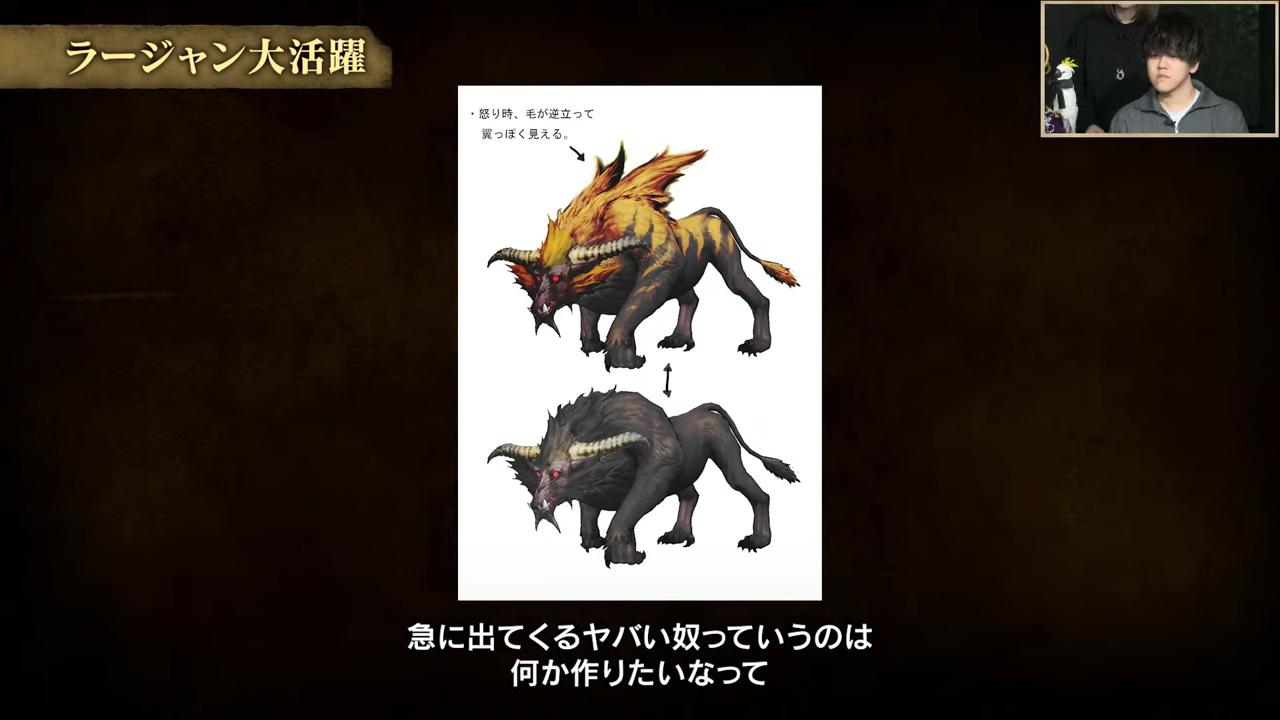 ラージャン大活躍
・怒り時、毛が逆立って
翼っぽく見える。
急に出てくるヤバい奴っていうのは
何か作りたいなって